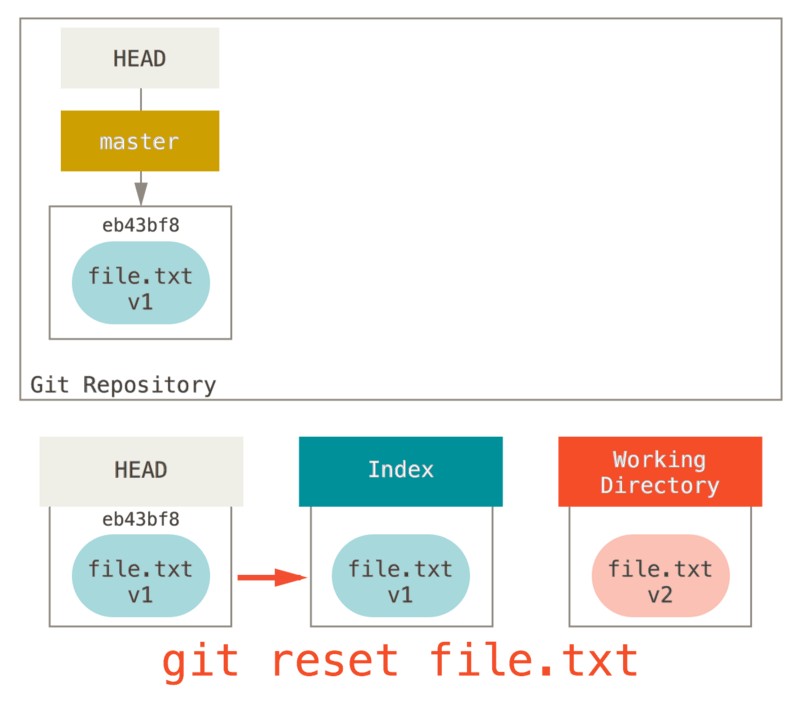 HEAD
master
eb43bf8
file.txt
v1
Git Repository
HEAD
Index
Working
Directory
eb43bf8
file.txt
v1
file.txt
v1
file.txt
v2
git reset file.txt